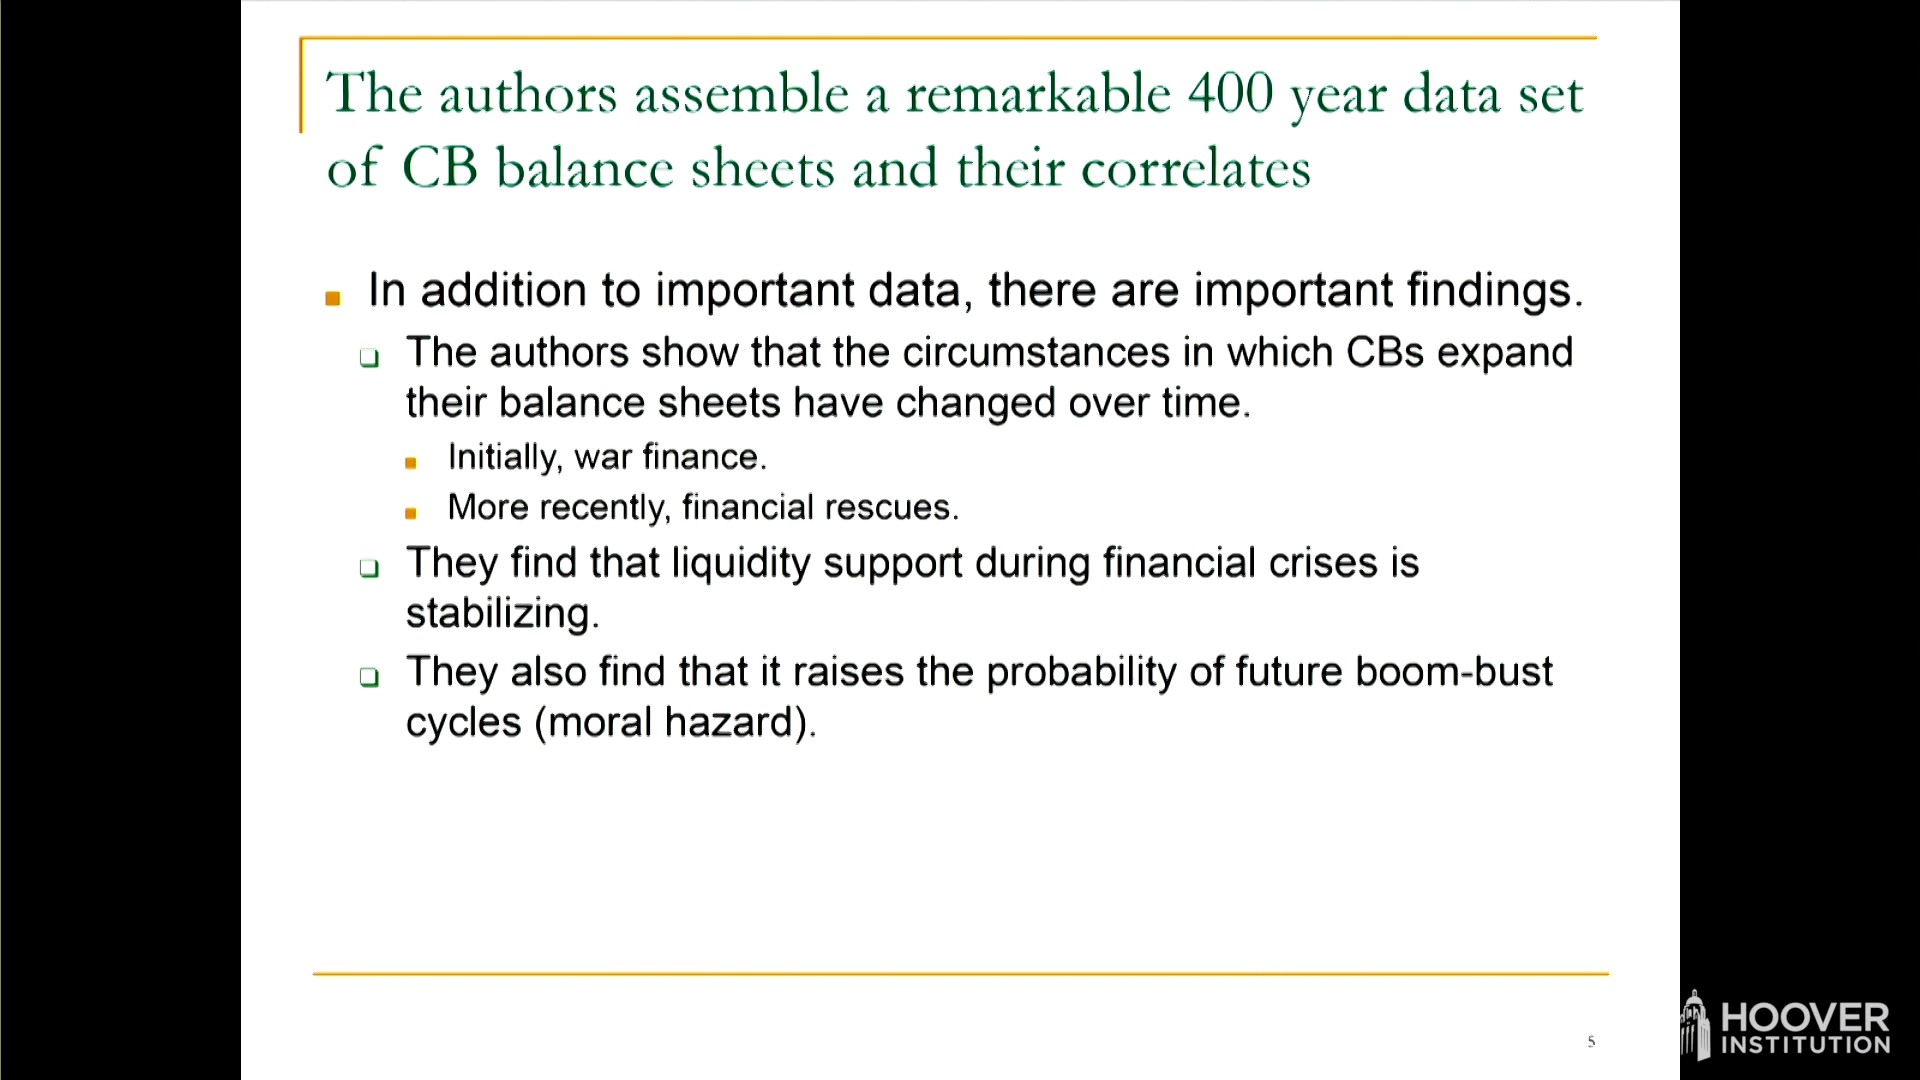 The authors assemble a remarkable 400 year data set
of CB balance sheets and their correlates
In addition to important data, there are important findings.
The authors show that the circumstances in which CBs expand
their balance sheets have changed over time.
Initially, war finance.
More recently, financial rescues.
They find that liquidity support during financial crises is
stabilizing.
They also find that it raises the probability of future boom-bust
cycles (moral hazard).
5
HOOVER
INSTITUTION